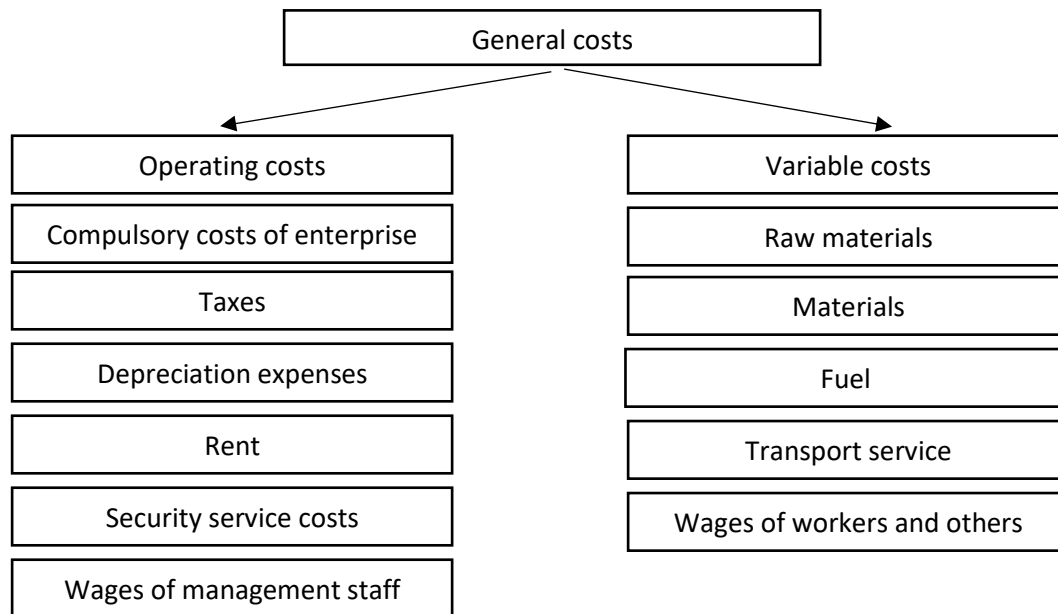 General costs
Operating costs
Compulsory costs of enterprise
Taxes
Depreciation expenses
Rent
Security service costs
Wages of management staff
Variable costs
Raw materials
Materials
Fuel
Transport service
Wages of workers and others